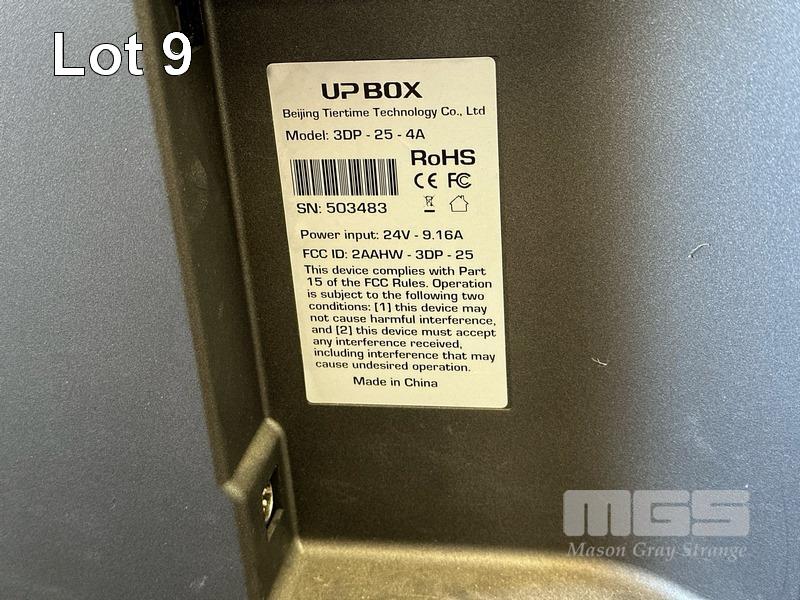 Lot 9
UP BOX
Beijing Tiertime Technology Co., Ltd
Model: 3DP - 25 - 4A
RoHS
CE FC
SN: 503483
Power input: 24V - 9.16A
FCC ID: 2AAHW - 3DP - 25
This device complies with Part
15 of the FCC Rules. Operation
is subject to the following two
conditions: [1] this device may
not cause harmful interference,
and [2] this device must accept
any interference received,
including interference that may
cause undesired operation.
Made in China
MGS
Mason Gray Strange